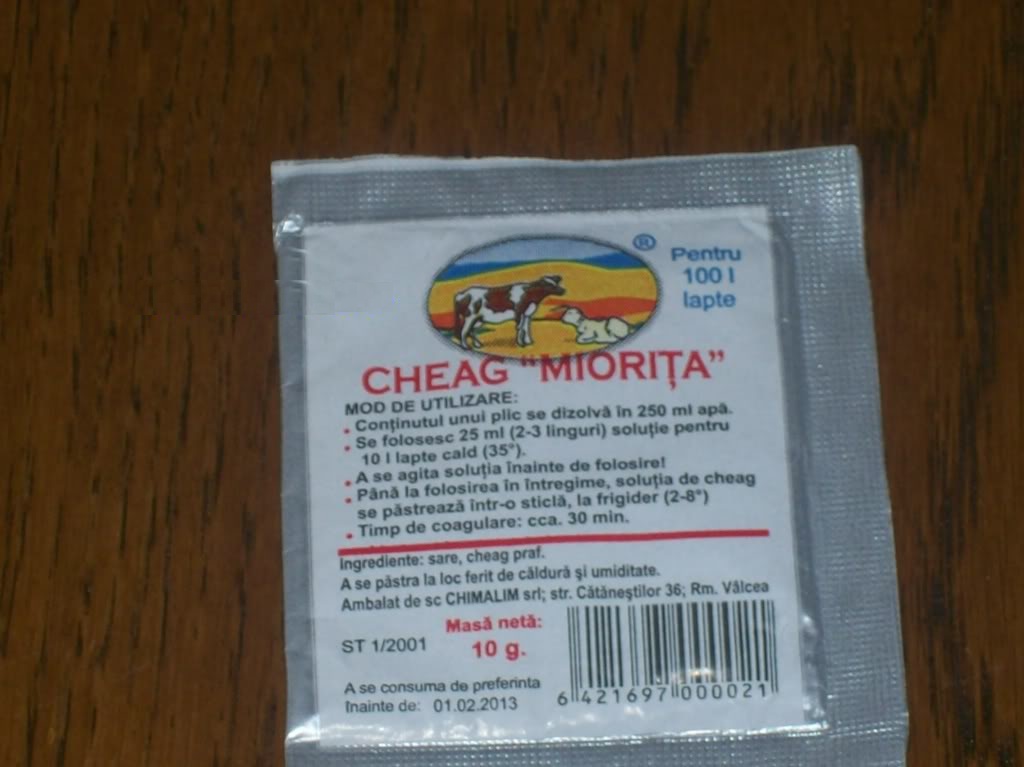 ®
Pentru
100 l
lapte
CHEAG "MIORIȚA"
MOD DE UTILIZARE:
• Conținutul unui plic se dizolvă în 250 ml apă.
• Se folosesc 25 ml (2-3 linguri) soluție pentru
10 l lapte cald (35°).
• A se agita soluția înainte de folosire!
• Până la folosirea în întregime, soluția de cheag
se păstrează într-o sticlă, la frigider (2-8°)
• Timp de coagulare: cca. 30 min.
Ingrediente: sare, cheag praf.
A se păstra la loc ferit de căldură şi umiditate.
Ambalat de sc CHIMALIM srl; str. Cătăneştilor 36; Rm. Vâlcea
Masă netă:
10 g.
ST 1/2001
A se consuma de preferinta
înainte de: 01.02.2013
6 421697 000021